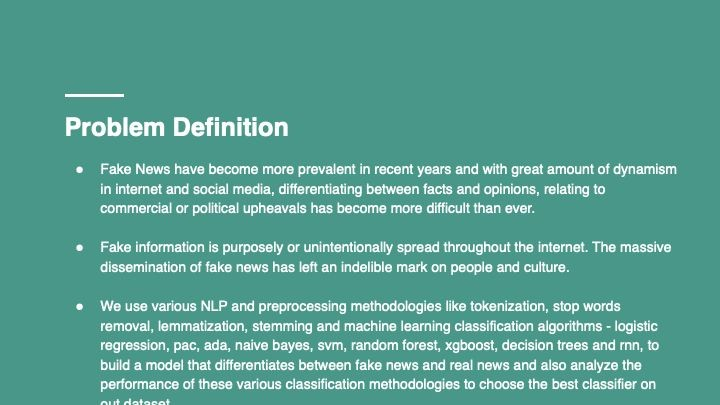 Problem Definition
● Fake News have become more prevalent in recent years and with great amount of dynamism
in internet and social media, differentiating between facts and opinions, relating to
commercial or political upheavals has become more difficult than ever.
● Fake information is purposely or unintentionally spread throughout the internet. The massive
dissemination of fake news has left an indelible mark on people and culture.
● We use various NLP and preprocessing methodologies like tokenization, stop words
removal, lemmatization, stemming and machine learning classification algorithms - logistic
regression, pac, ada, naive bayes, svm, random forest, xgboost, decision trees and rnn, to
build a model that differentiates between fake news and real news and also analyze the
performance of these various classification methodologies to choose the best classifier on
out dataset.